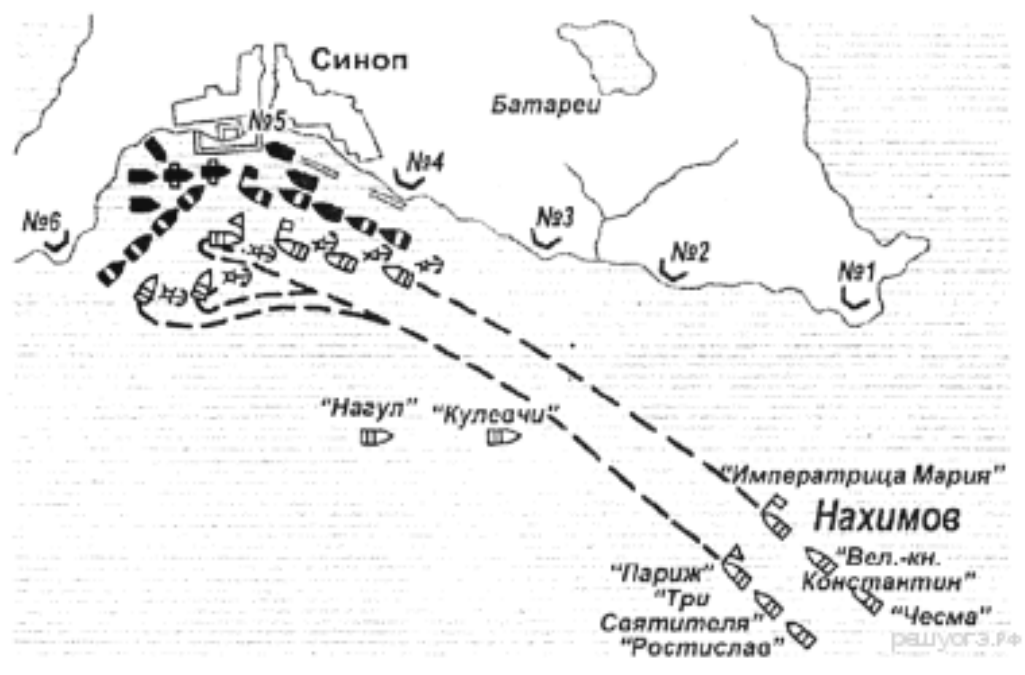 Синоп
Батареи
№5
№4
№6
№3
№2
№1
"Нагул" "Кулевчи"
"Императрица Мария"
Нахимов
"Вел.-кн.
Константин"
"Чесма"
"Париж"
"Три
Святителя"
"Ростислав"
решуогэ.рф